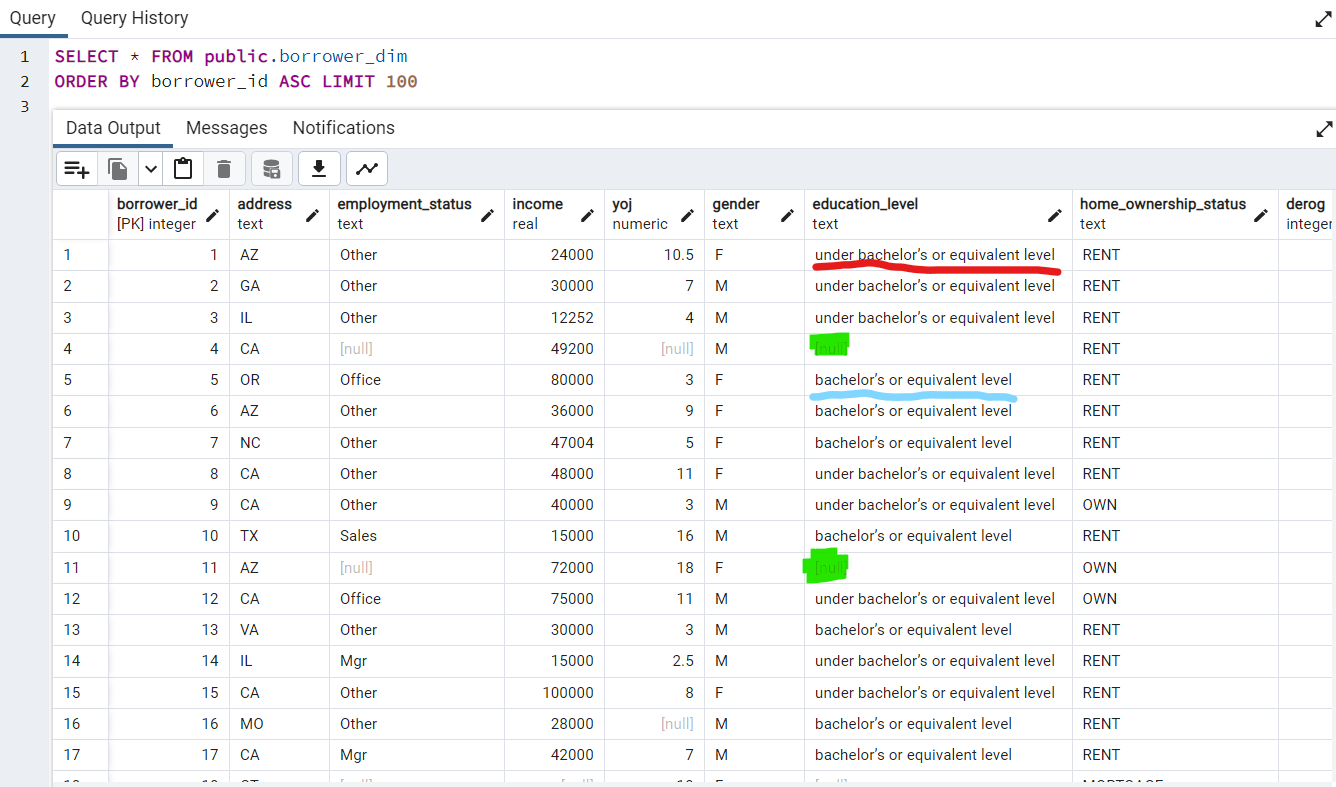 Query Query History
1 SELECT * FROM public.borrower_dim
2 ORDER BY borrower_id ASC LIMIT 100
3
Data Output Messages Notifications
borrower_id address employment_status income yoj gender education_level home_ownership_status derog
[PK] integer text text real numeric text text text integer
1 1 AZ Other 24000 10.5 F under bachelor’s or equivalent level RENT
2 2 GA Other 30000 7 M under bachelor’s or equivalent level RENT
3 3 IL Other 12252 4 M under bachelor’s or equivalent level RENT
4 4 CA [null] 49200 [null] M [null] RENT
5 5 OR Office 80000 3 F bachelor’s or equivalent level RENT
6 6 AZ Other 36000 9 F bachelor’s or equivalent level RENT
7 7 NC Other 47004 5 F bachelor’s or equivalent level RENT
8 8 CA Other 48000 11 F under bachelor’s or equivalent level RENT
9 9 CA Other 40000 3 M under bachelor’s or equivalent level OWN
10 10 TX Sales 15000 16 M bachelor’s or equivalent level RENT
11 11 AZ [null] 72000 18 F [null] OWN
12 12 CA Office 75000 11 M under bachelor’s or equivalent level OWN
13 13 VA Other 30000 3 M bachelor’s or equivalent level RENT
14 14 IL Mgr 15000 2.5 M under bachelor’s or equivalent level RENT
15 15 CA Other 100000 8 F under bachelor’s or equivalent level RENT
16 16 MO Other 28000 [null] M bachelor’s or equivalent level RENT
17 17 CA Mgr 42000 7 M bachelor’s or equivalent level RENT